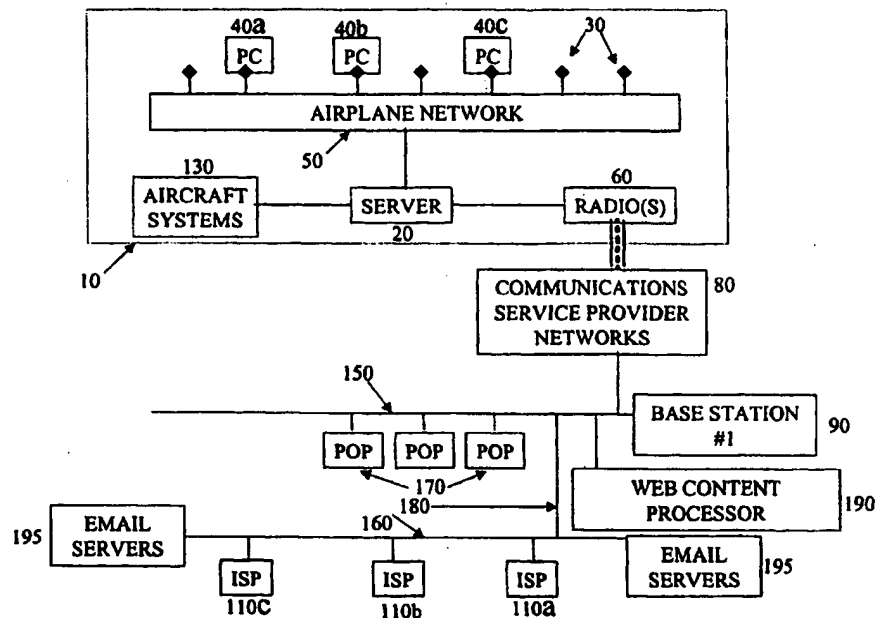 40a 40b 40c 30
PC PC PC
AIRPLANE NETWORK
50
130 60
AIRCRAFT
SYSTEMS
SERVER
RADIO(S)
20
10
COMMUNICATIONS
SERVICE PROVIDER
NETWORKS
80
150
BASE STATION
#1
90
POP POP POP
170
180
WEB CONTENT
PROCESSOR
190
160
195
EMAIL
SERVERS
EMAIL
SERVERS
195
ISP ISP ISP
110c 110b 110a